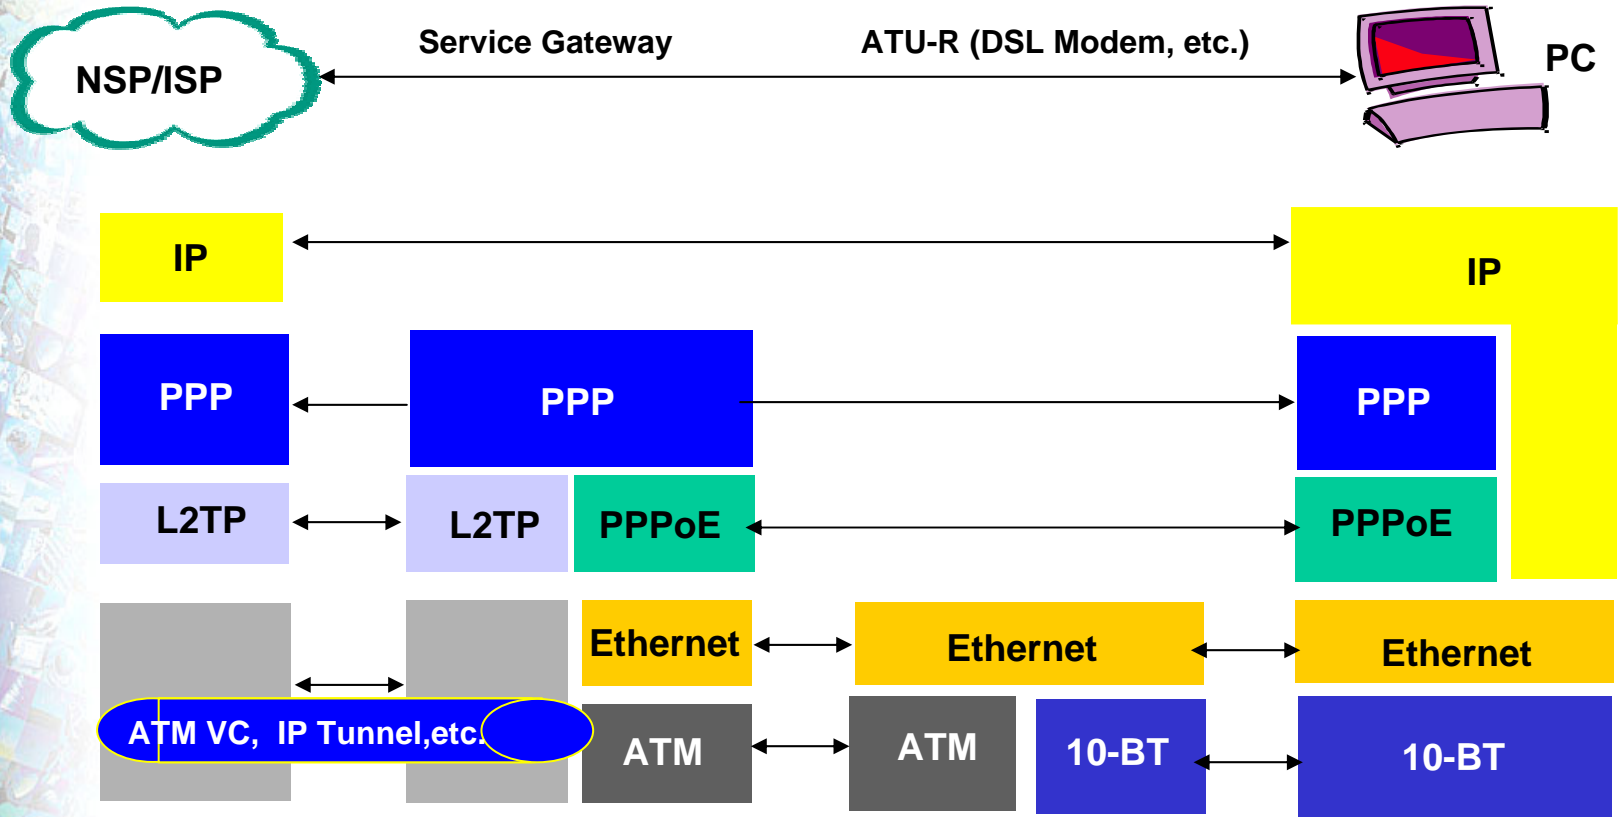 Service Gateway
ATU-R (DSL Modem, etc.)
PC
NSP/ISP
IP
IP
PPP
PPP
PPP
L2TP
L2TP
PPPoE
PPPoE
Ethernet
Ethernet
Ethernet
ATM VC, IP Tunnel,etc.
ATM
ATM
10-BT
10-BT